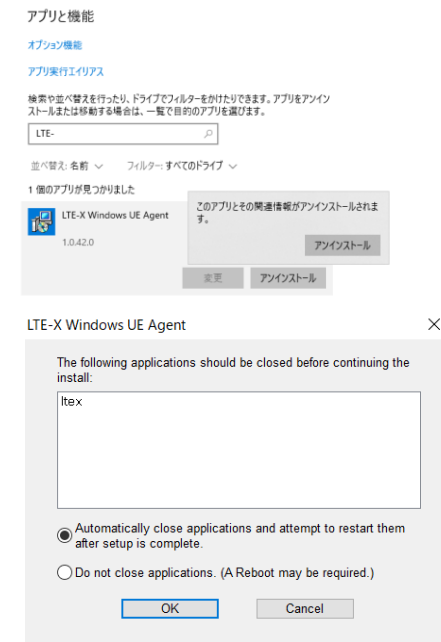 アプリと機能
オプション機能
アプリ実行エイリアス
検索や並べ替えを行ったり、ドライブでフィルターをかけたりできます。アプリをアンイン
ストールまたは移動する場合は、一覧で目的のアプリを選びます。
LTE-
並べ替え: 名前
フィルター: すべてのドライブ
1 個のアプリが見つかりました
このアプリとその関連情報がアンインストールされま
す。
LTE-X Windows UE Agent
1.0.42.0
アンインストール
変更
アンインストール
LTE-X Windows UE Agent
The following applications should be closed before continuing the
install:
ltex
Automatically close applications and attempt to restart them
after setup is complete.
Do not close applications. (A Reboot may be required.)
OK
Cancel